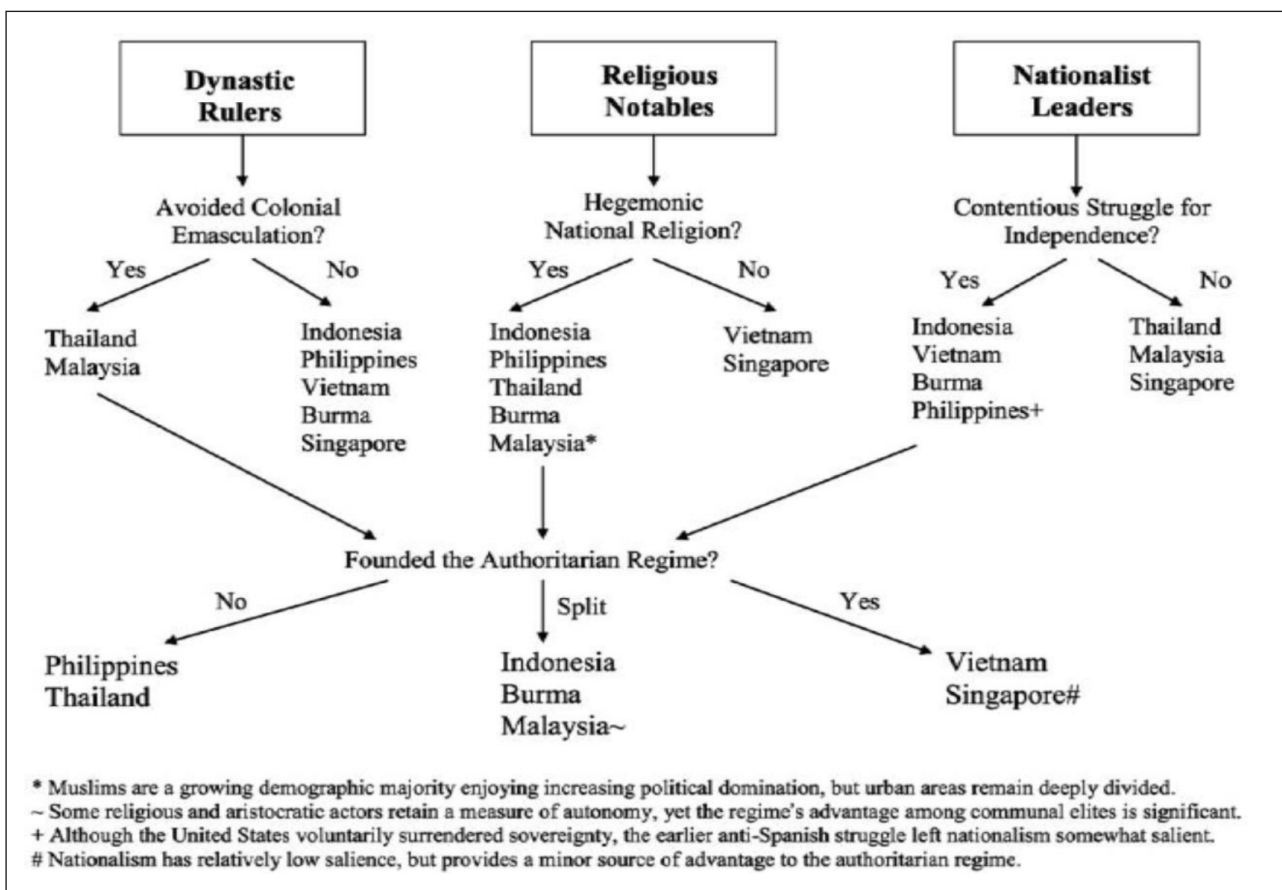 Dynastic
Rulers
Religious
Notables
Nationalist
Leaders
Avoided Colonial
Emasculation?
Hegemonic
National Religion?
Contentious Struggle for
Independence?
Yes
No
Yes
No
Yes
No
Thailand
Malaysia
Indonesia
Philippines
Vietnam
Burma
Singapore
Indonesia
Philippines
Thailand
Burma
Malaysia*
Vietnam
Singapore
Indonesia
Vietnam
Burma
Philippines+
Thailand
Malaysia
Singapore
Founded the Authoritarian Regime?
No
Split
Yes
Philippines
Thailand
Indonesia
Burma
Malaysia~
Vietnam
Singapore#
* Muslims are a growing demographic majority enjoying increasing political domination, but urban areas remain deeply divided.
~ Some religious and aristocratic actors retain a measure of autonomy, yet the regime's advantage among communal elites is significant.
+ Although the United States voluntarily surrendered sovereignty, the earlier anti-Spanish struggle left nationalism somewhat salient.
# Nationalism has relatively low salience, but provides a minor source of advantage to the authoritarian regime.